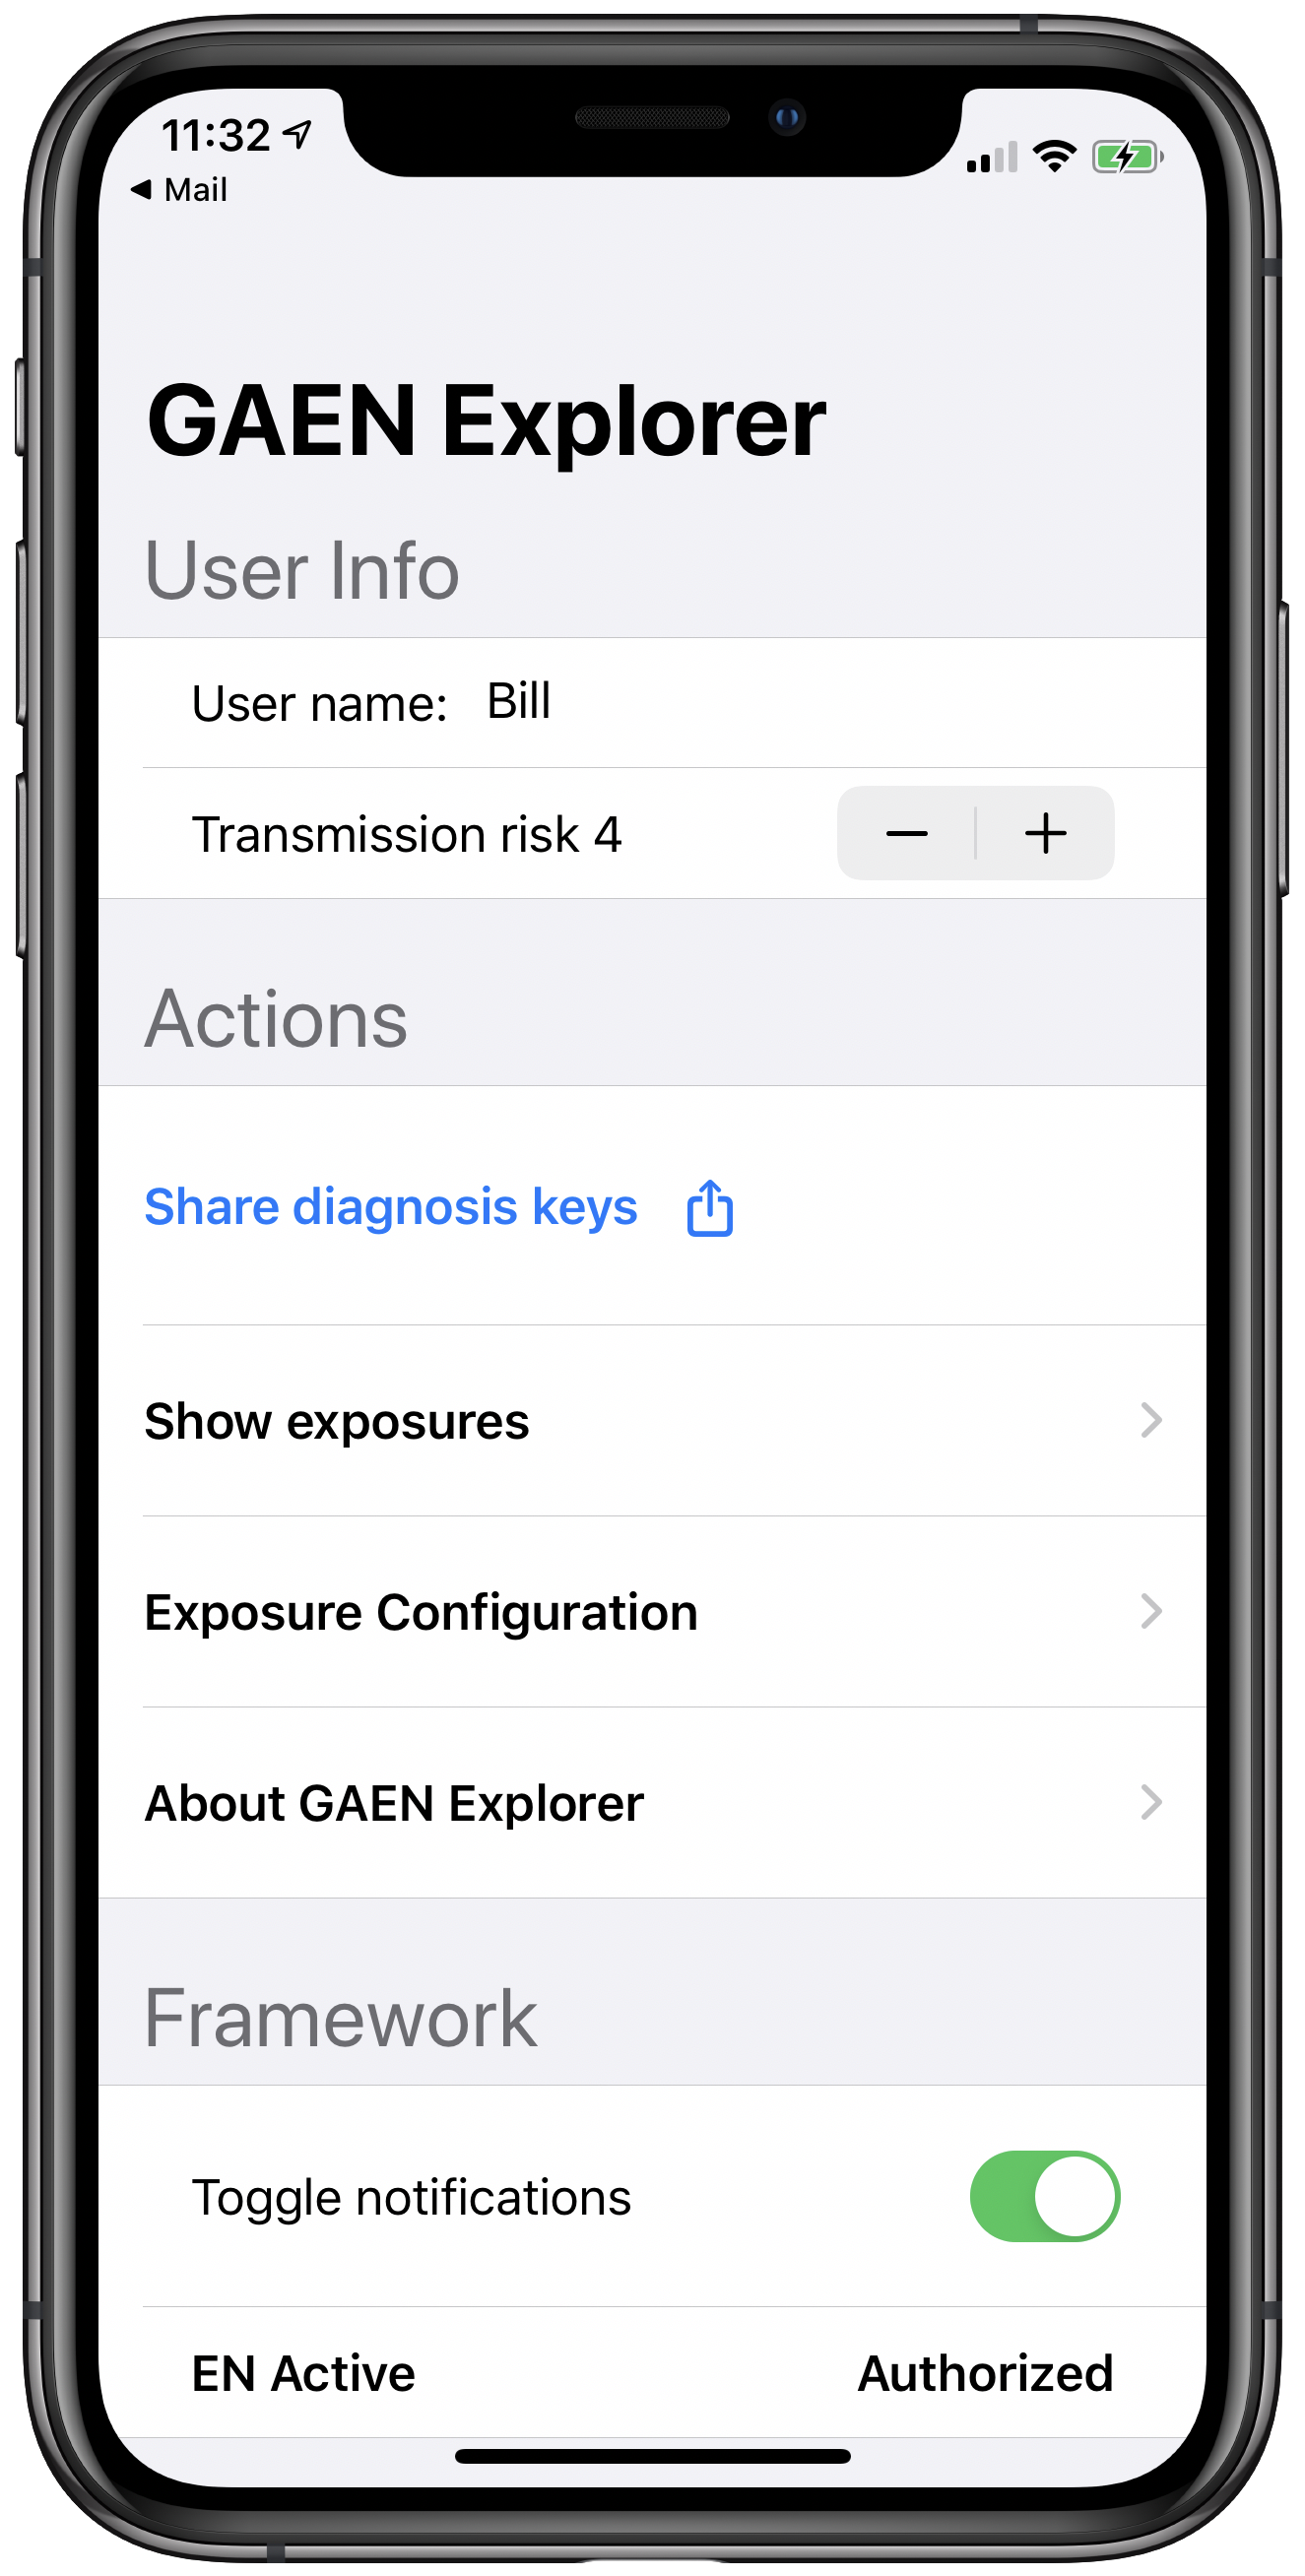 11:32
Mail
GAEN Explorer
User Info
User name: Bill
Transmission risk 4
Actions
Share diagnosis keys
Show exposures
Exposure Configuration
About GAEN Explorer
Framework
Toggle notifications
EN Active Authorized